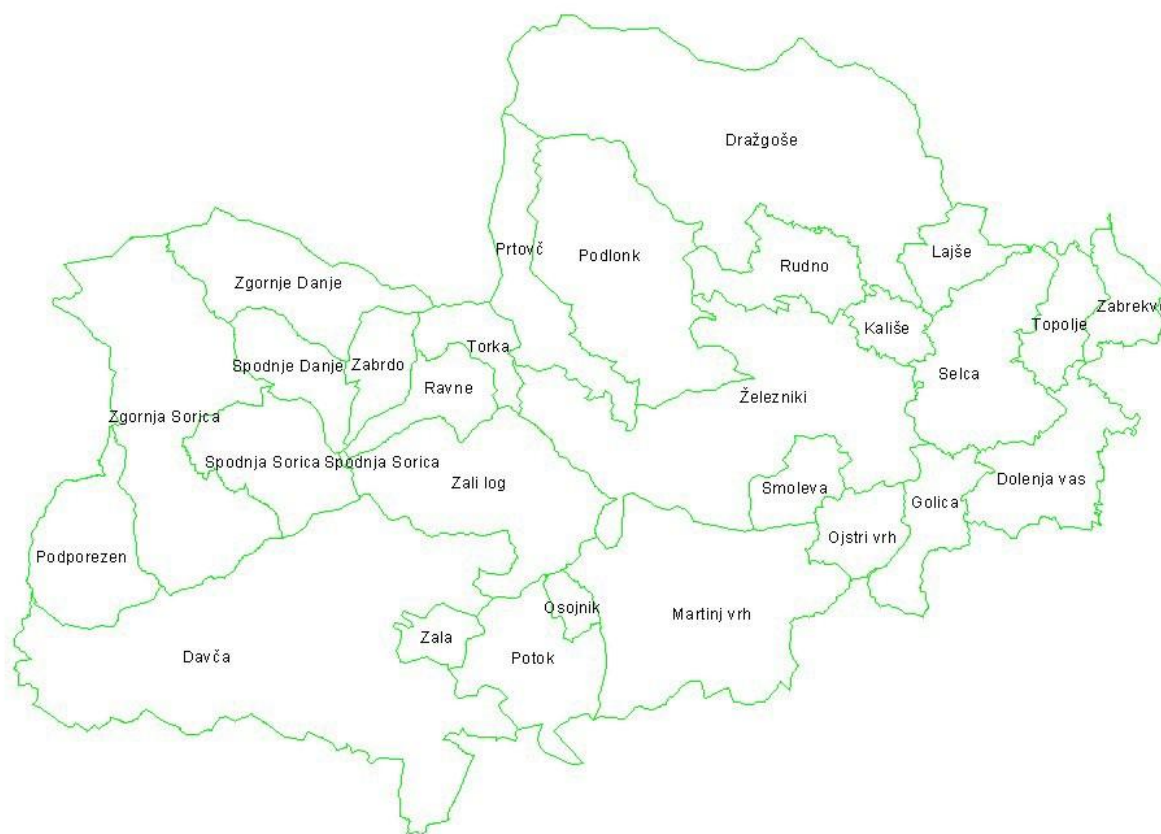 Dražgoše
Prtovč
Podlonk
Rudno
Lajše
Zgornje Danje
Zabrekve
Kališe
Topolje
Torka
Spodnje Danje
Zabrdo
Selca
Ravne
Železniki
Zgornja Sorica
Spodnja Sorica
Spodnja Sorica
Zali log
Smoleva
Dolenja vas
Golica
Ojstri vrh
Podporezen
Osojnik
Martinj vrh
Zala
Davča
Potok